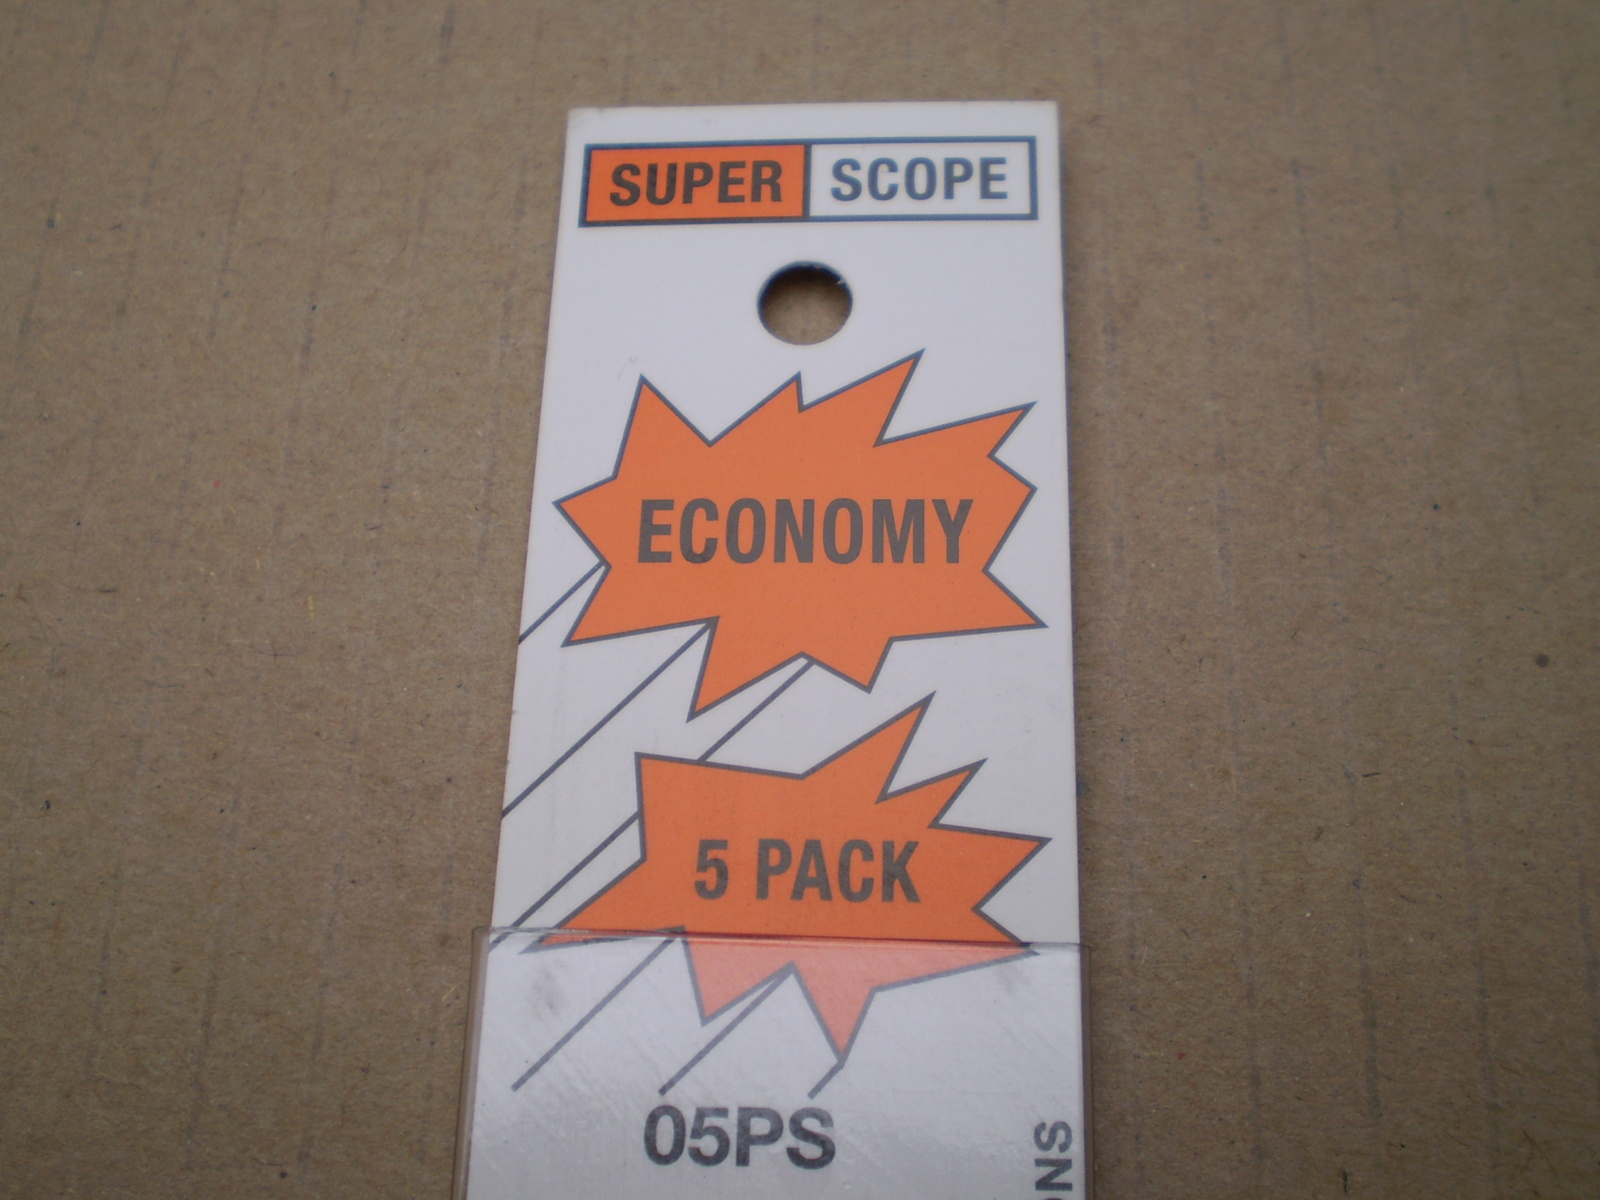 SUPER SCOPE
ECONOMY
5 PACK
05PS